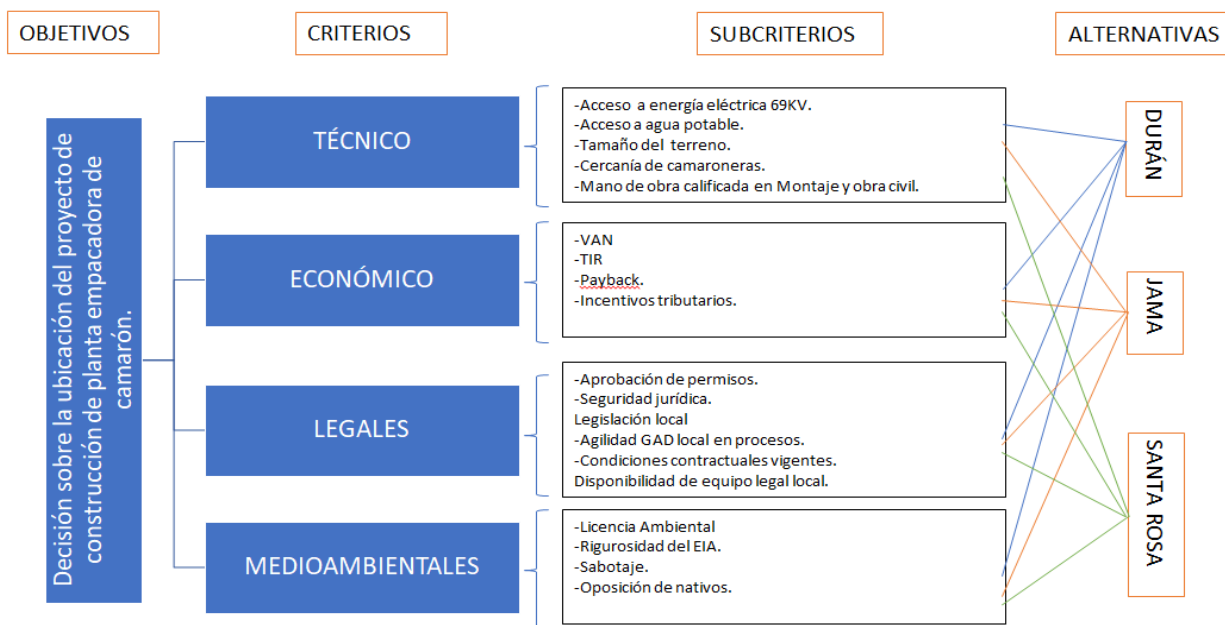 OBJETIVOS
CRITERIOS
SUBCRITERIOS
ALTERNATIVAS
Decisión sobre la ubicación del proyecto de
construcción de planta empacadora de
camarón.
TÉCNICO
-Acceso a energía eléctrica 69KV.
-Acceso a agua potable.
-Tamaño del terreno.
-Cercanía de camaroneras.
-Mano de obra calificada en Montaje y obra civil.
ECONÓMICO
-VAN
-TIR
-Payback.
-Incentivos tributarios.
LEGALES
-Aprobación de permisos.
-Seguridad jurídica.
Legislación local
-Agilidad GAD local en procesos.
-Condiciones contractuales vigentes.
Disponibilidad de equipo legal local.
MEDIOAMBIENTALES
-Licencia Ambiental
-Rigurosidad del EIA.
-Sabotaje.
-Oposición de nativos.
DURÁN
JAMA
SANTA ROSA